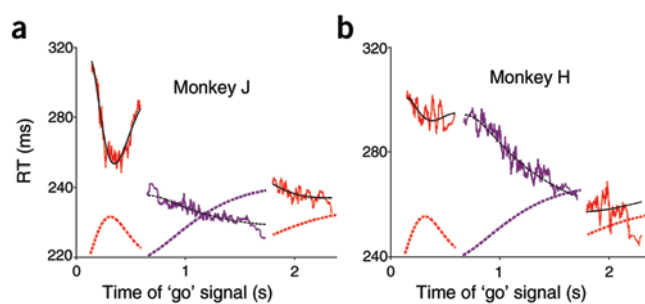 a
b
320
280
240
220
RT (ms)
Monkey J
0
1
2
Time of ‘go’ signal (s)
320
280
260
240
Monkey H
0
1
2
Time of ‘go’ signal (s)